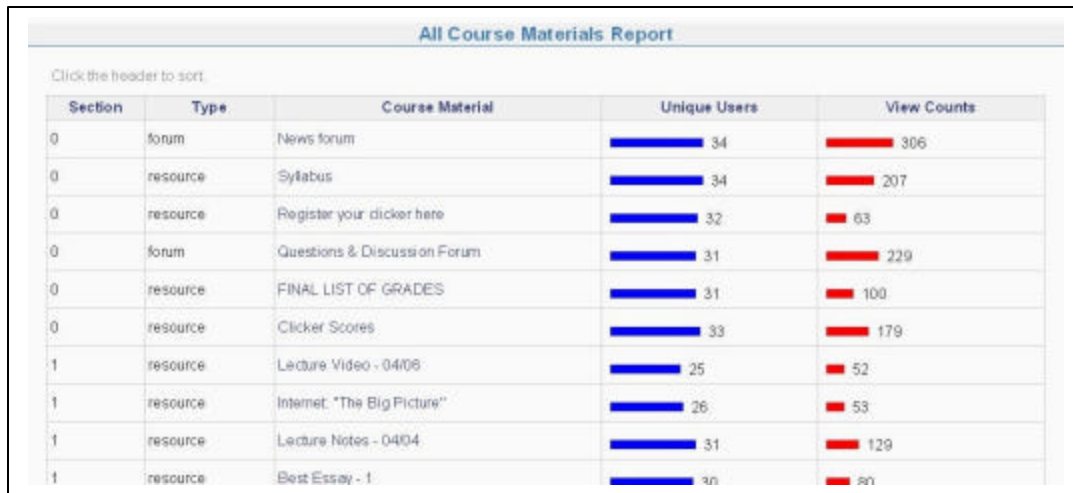 All Course Materials Report
Click the header to sort.
Section Type Course Material Unique Users View Counts
0 forum News forum 34 306
0 resource Syllabus 34 207
0 resource Register your clicker here 32 63
0 forum Questions & Discussion Forum 31 229
0 resource FINAL LIST OF GRADES 31 100
0 resource Clicker Scores 33 179
1 resource Lecture Video - 04/06 25 52
1 resource Internet: "The Big Picture" 26 53
1 resource Lecture Notes - 04/04 31 129
1 resource Best Essay - 1 30 80